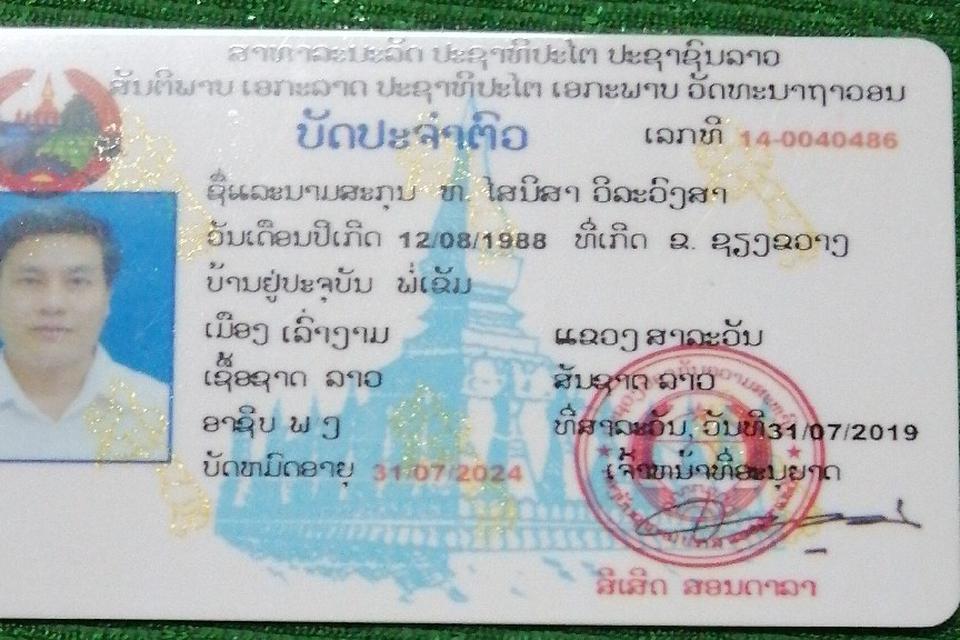 ສາທາລະນະລັດ ປະຊາທິປະໄຕ ປະຊາຊົນລາວ
ສັນຕິພາບ ເອກະລາດ ປະຊາທິປະໄຕ ເອກະພາບ ວັດທະນາຖາວອນ
ບັດປະຈຳຕົວ ເລກທີ 14-0040486
ຊື່ແລະນາມສະກຸນ ທ. ໄສນິສາ ວິລະວົງສາ
ວັນເດືອນປີເກີດ 12/08/1988 ທີ່ເກີດ ຂ. ຊຽງຂວາງ
ບ້ານຢູ່ປະຈຸບັນ ພໍ່ເຂັມ
ເມືອງ ເລົ່າງາມ ແຂວງ ສາລະວັນ
ເຊື້ອຊາດ ລາວ ສັນຊາດ ລາວ
ອາຊີບ ພ ງ ທີ່ສາລະວັນ, ວັນທີ 31/07/2019
ບັດຫມົດອາຍຸ 31/07/2024 ເຈົ້າຫນ້າທີ່ອະນຸຍາດ
ສີເສີດ ສອນດາລາ